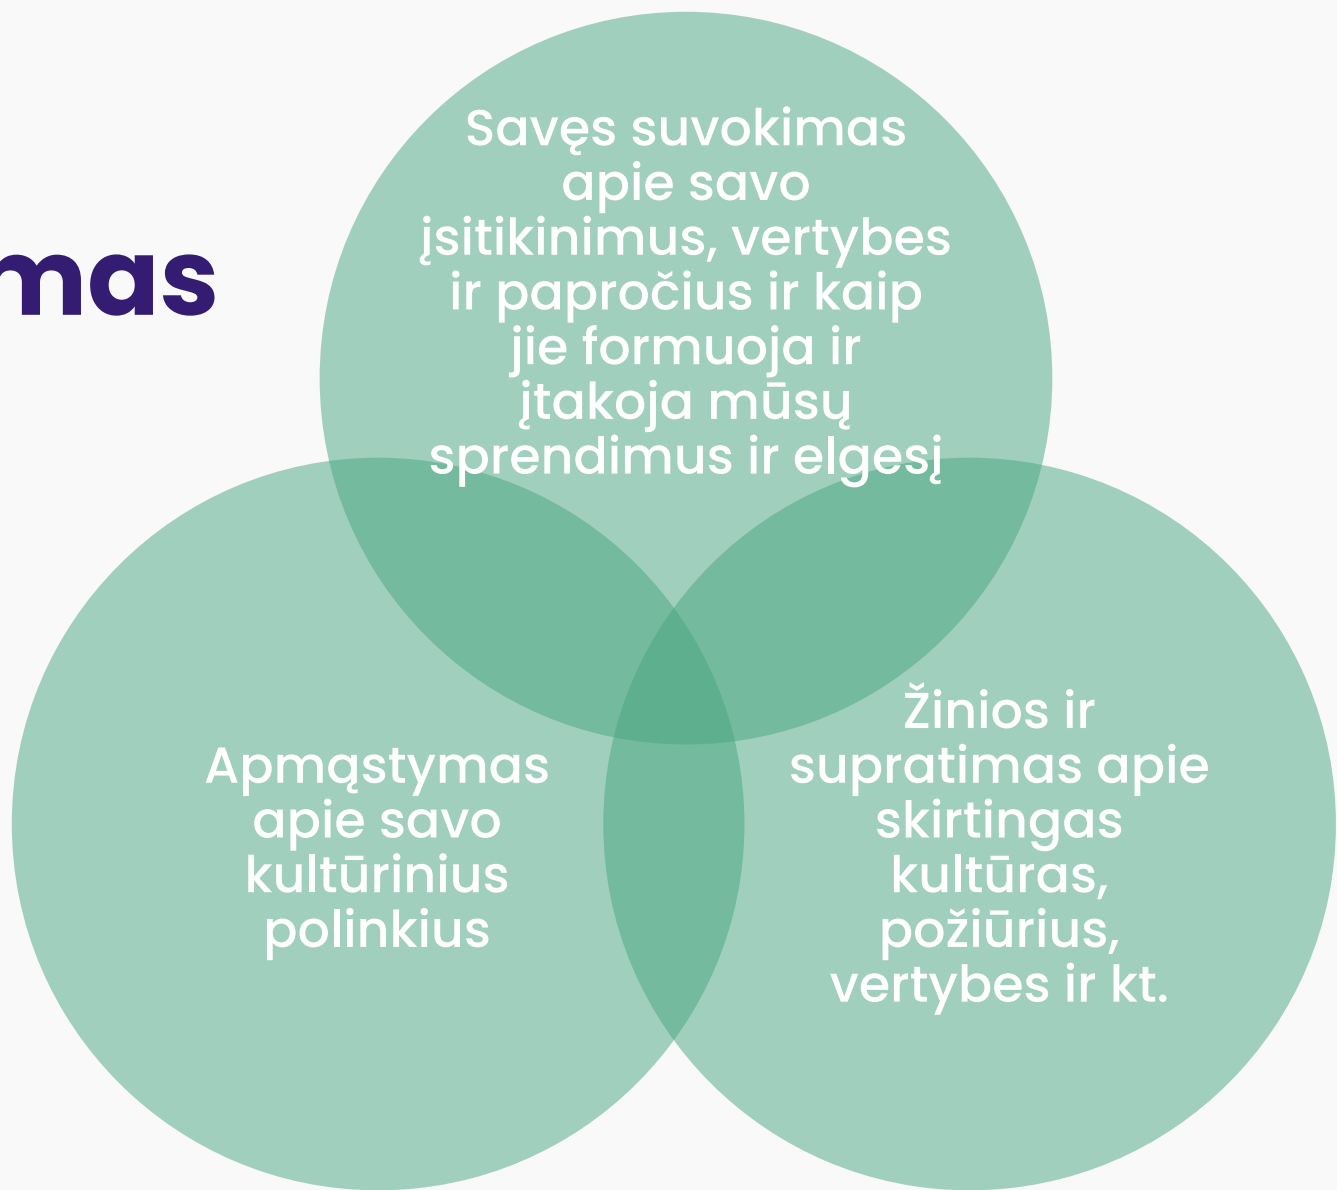 Savęs suvokimas
apie savo
įsitikinimus, vertybes
ir papročius ir kaip
jie formuoja ir
įtakoja mūsų
sprendimus ir elgesį
Apmąstymas
apie savo
kultūrinius
polinkius
Žinios ir
supratimas apie
skirtingas
kultūras,
požiūrius,
vertybes ir kt.